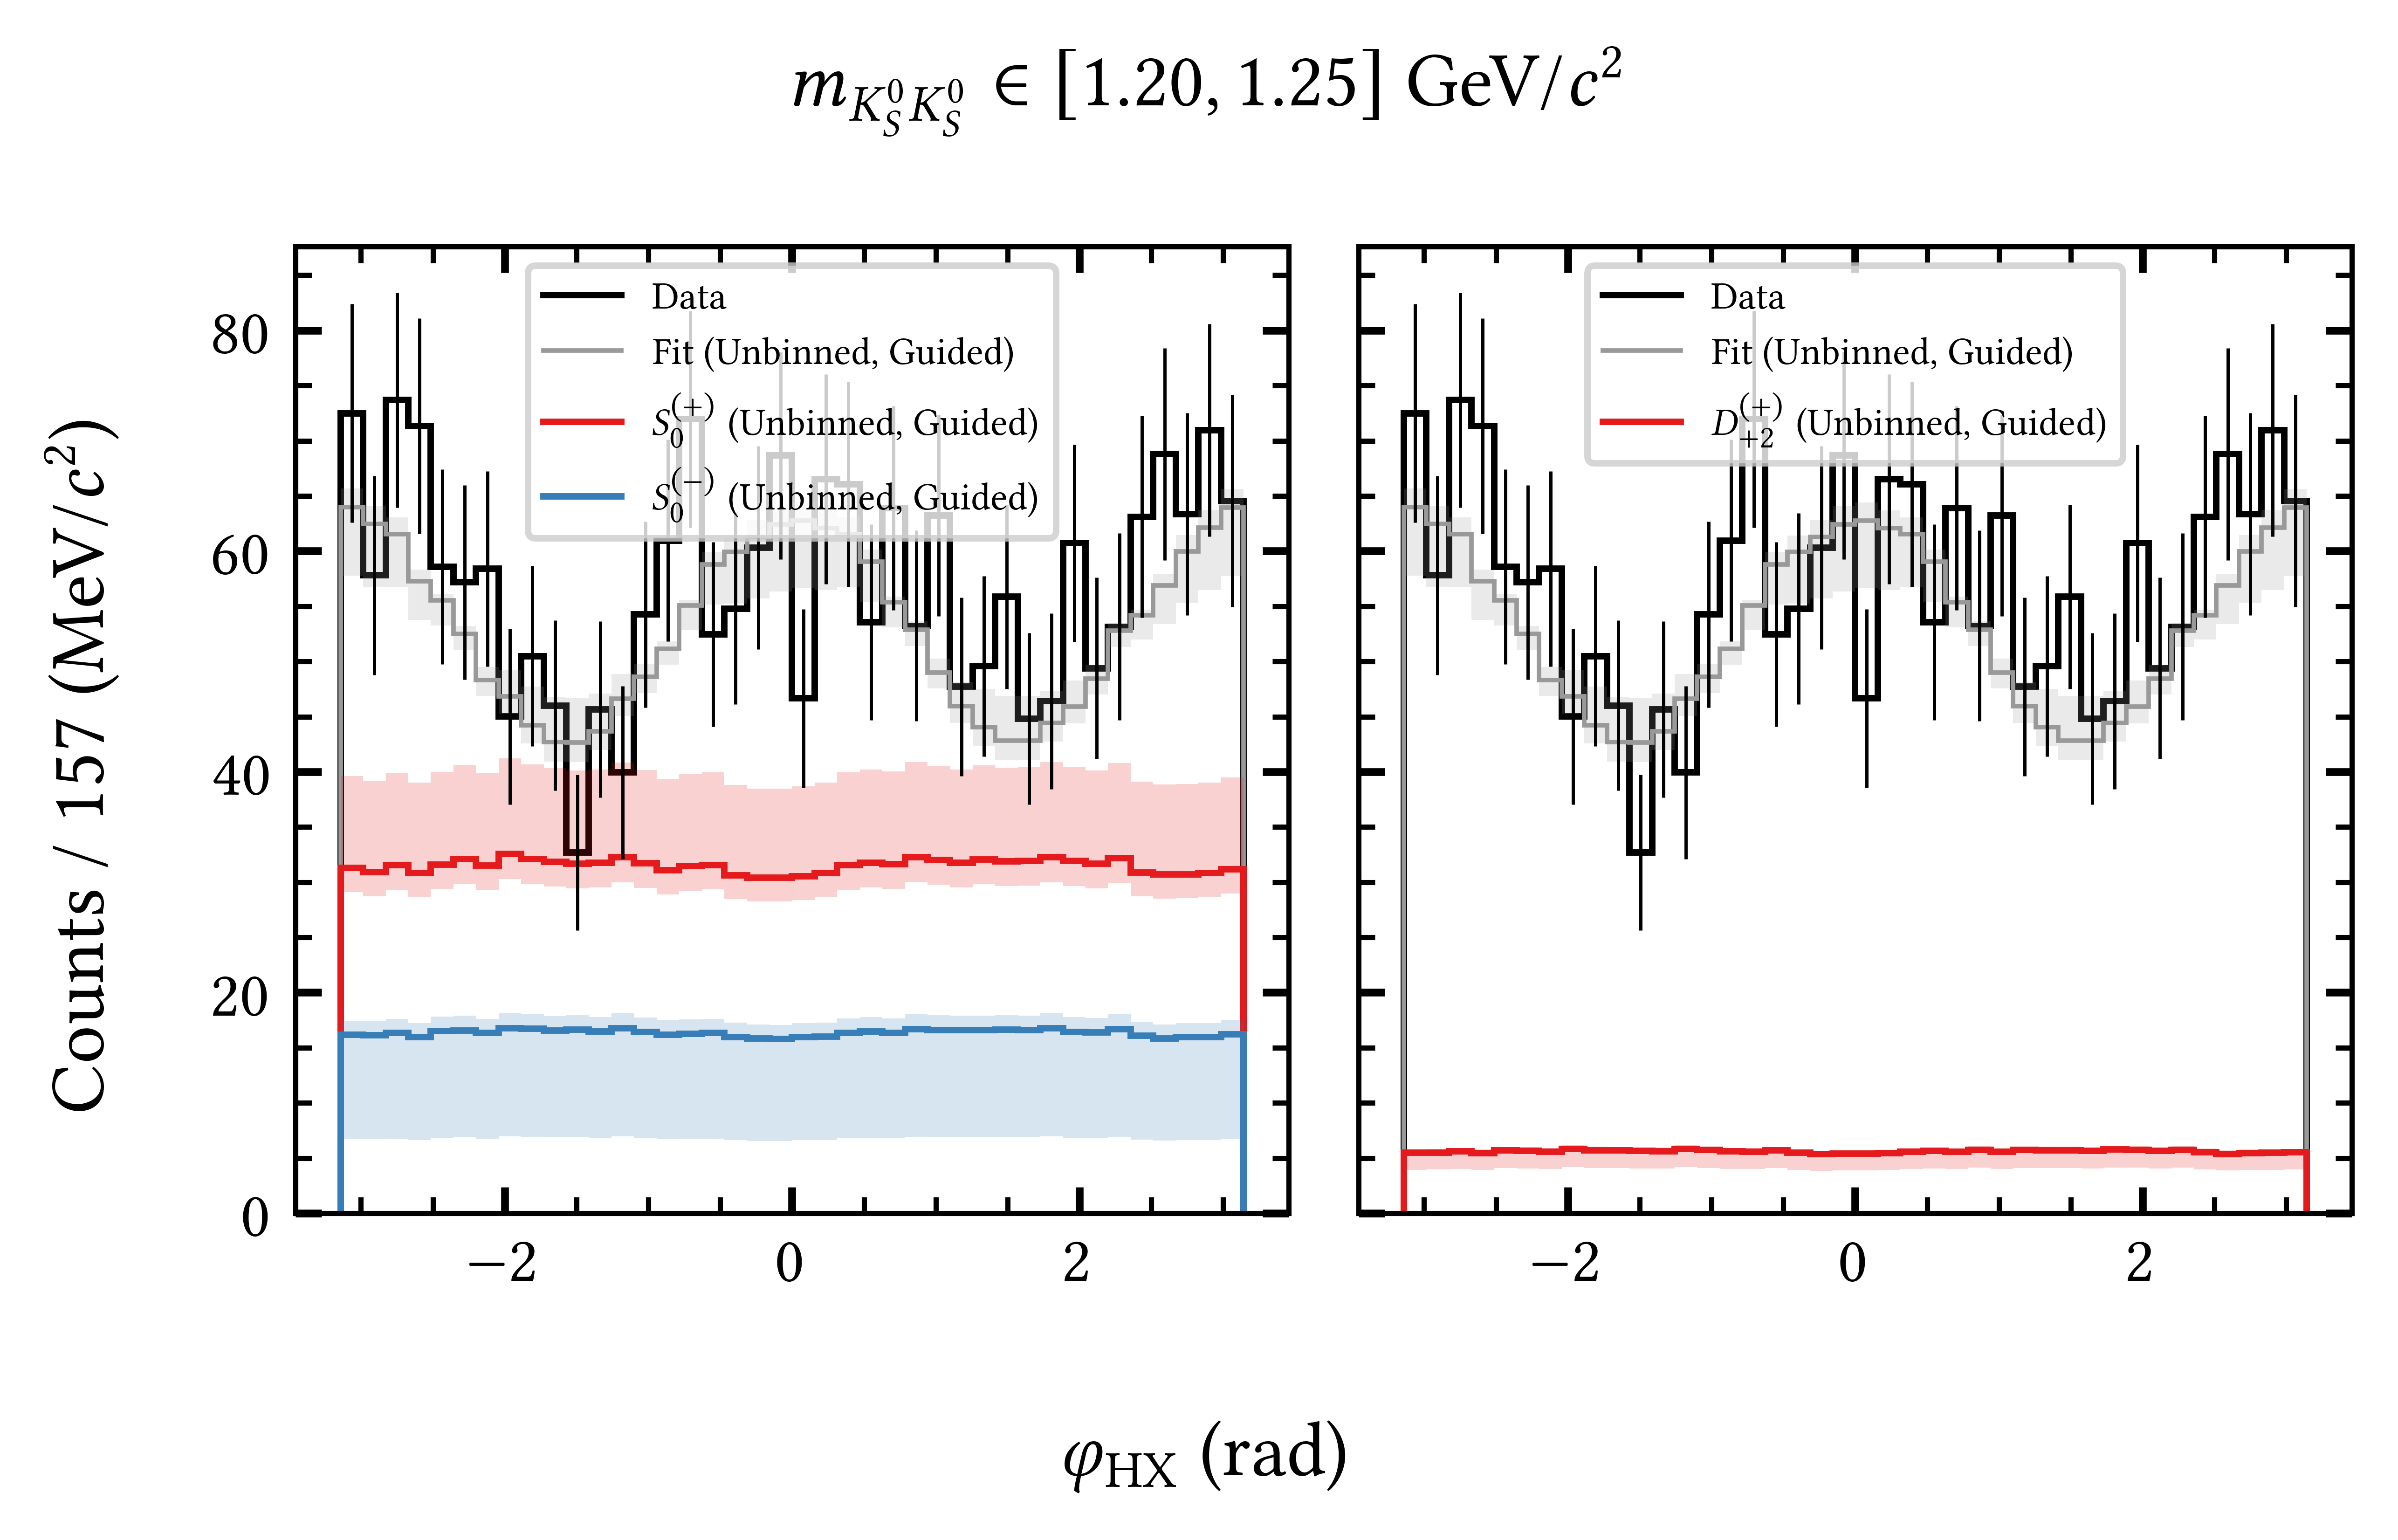 m_{K_S^0 K_S^0} ∈ [1.20, 1.25] GeV/c²
Counts / 157 (MeV/c²)
80
60
40
20
0
Data
Fit (Unbinned, Guided)
S_0^{(+)} (Unbinned, Guided)
S_0^{(−)} (Unbinned, Guided)
−2
0
2
Data
Fit (Unbinned, Guided)
D_{+2}^{(+)} (Unbinned, Guided)
−2
0
2
φ_{HX} (rad)